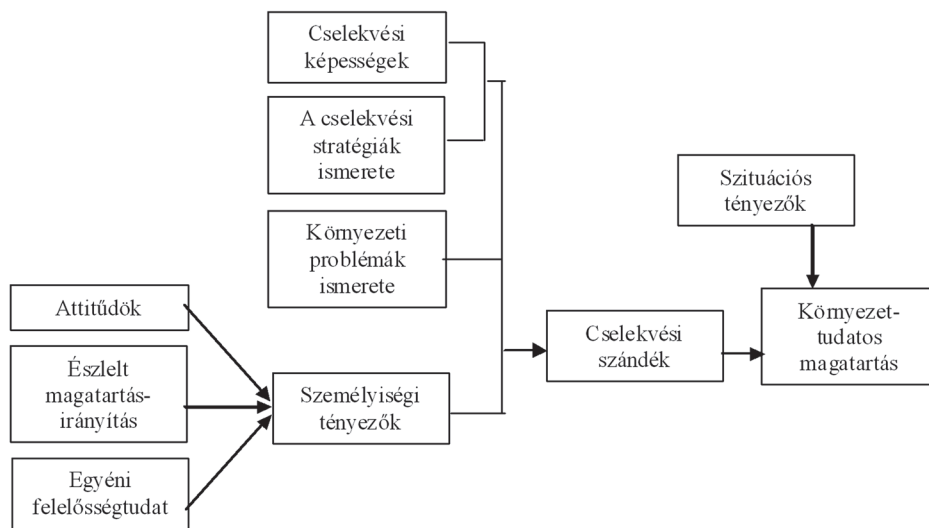 Cselekvési
képességek
A cselekvési
stratégiák
ismerete
Szituációs
tényezők
Környezeti
problémák
ismerete
Attitűdök
Észlelt
magatartás-
irányítás
Személyiségi
tényezők
Egyéni
felelősségtudat
Cselekvési
szándék
Környezet-
tudatos
magatartás